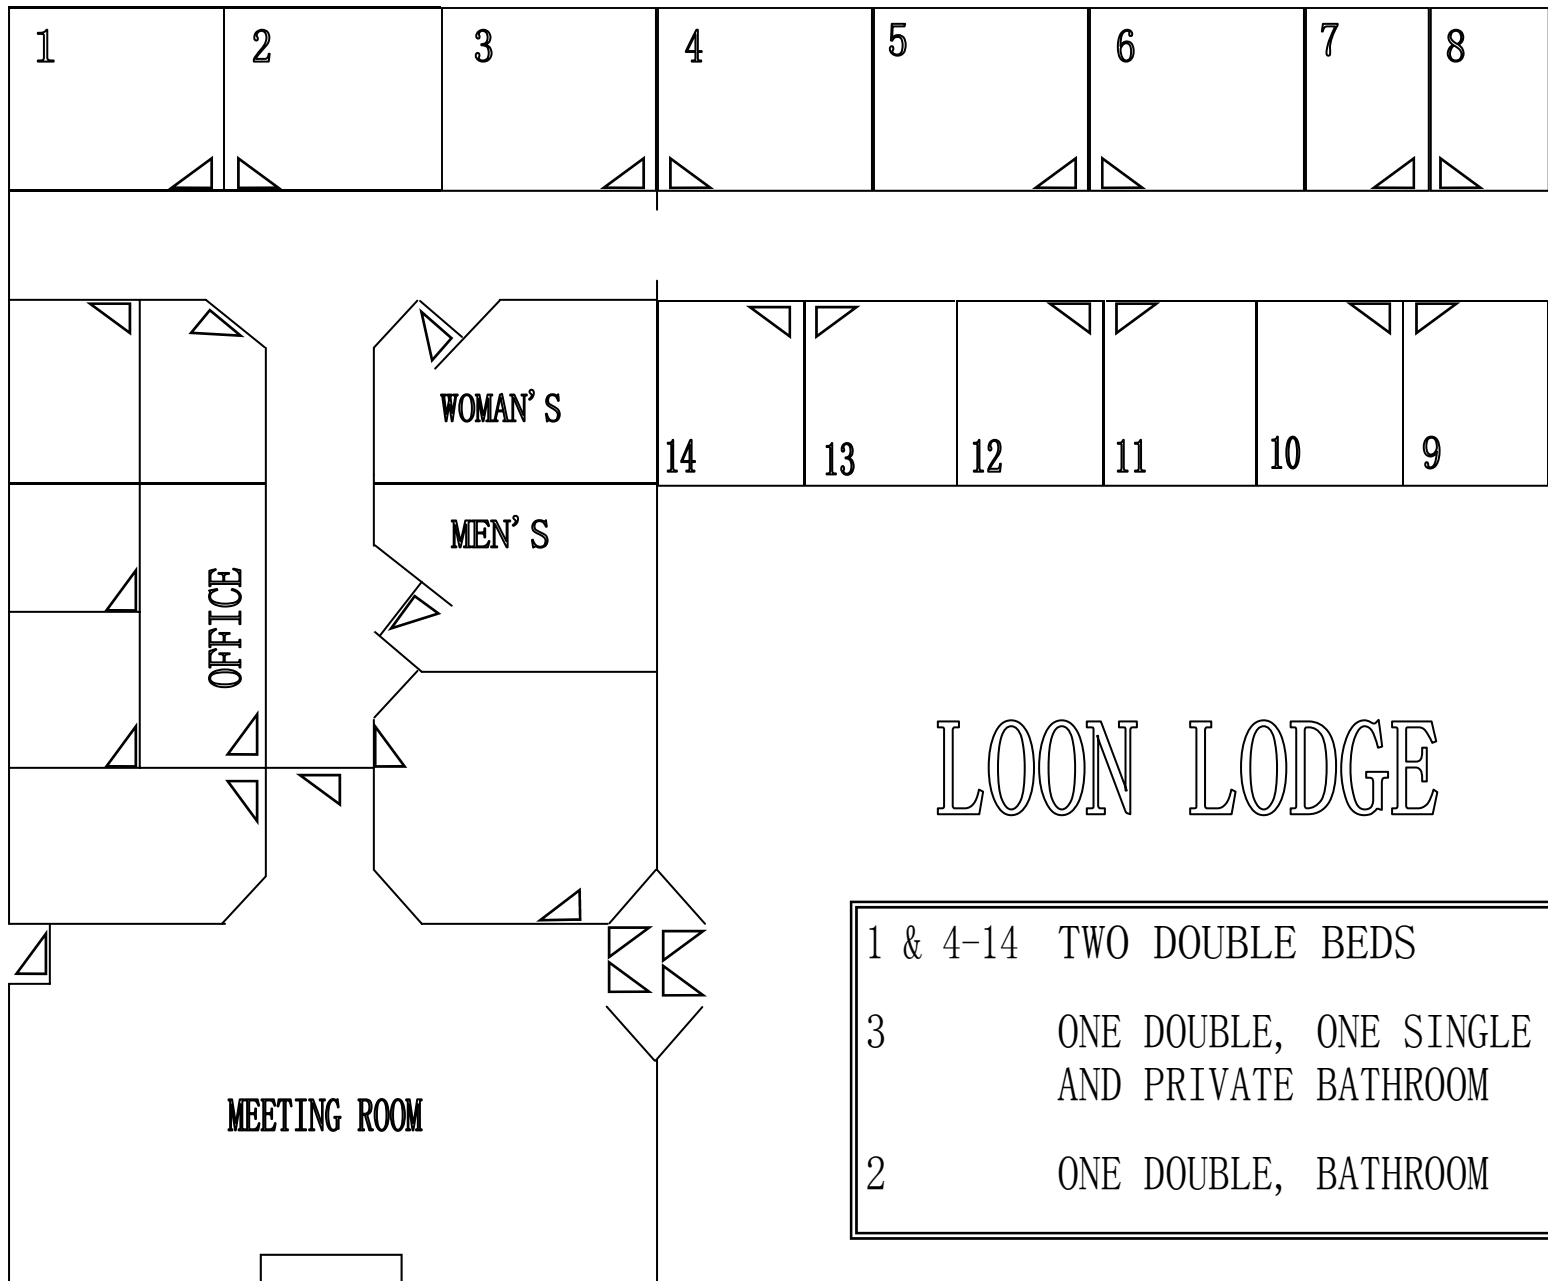 1 2 3 4 5 6 7 8
WOMAN'S
14 13 12 11 10 9
MEN'S
OFFICE
LOON LODGE
1 & 4-14 TWO DOUBLE BEDS
3 ONE DOUBLE, ONE SINGLE
AND PRIVATE BATHROOM
2 ONE DOUBLE, BATHROOM
MEETING ROOM